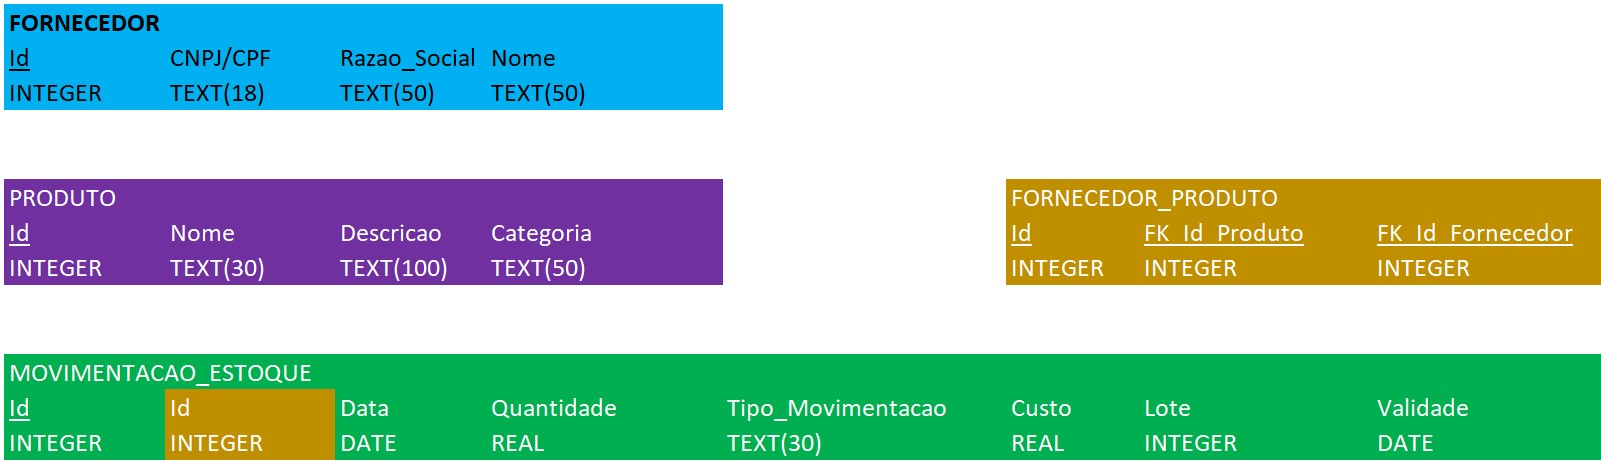 FORNECEDOR
Id CNPJ/CPF Razao_Social Nome
INTEGER TEXT(18) TEXT(50) TEXT(50)
PRODUTO
Id Nome Descricao Categoria
INTEGER TEXT(30) TEXT(100) TEXT(50)
FORNECEDOR_PRODUTO
Id FK_Id_Produto FK_Id_Fornecedor
INTEGER INTEGER INTEGER
MOVIMENTACAO_ESTOQUE
Id Id Data Quantidade Tipo_Movimentacao Custo Lote Validade
INTEGER INTEGER DATE REAL TEXT(30) REAL INTEGER DATE